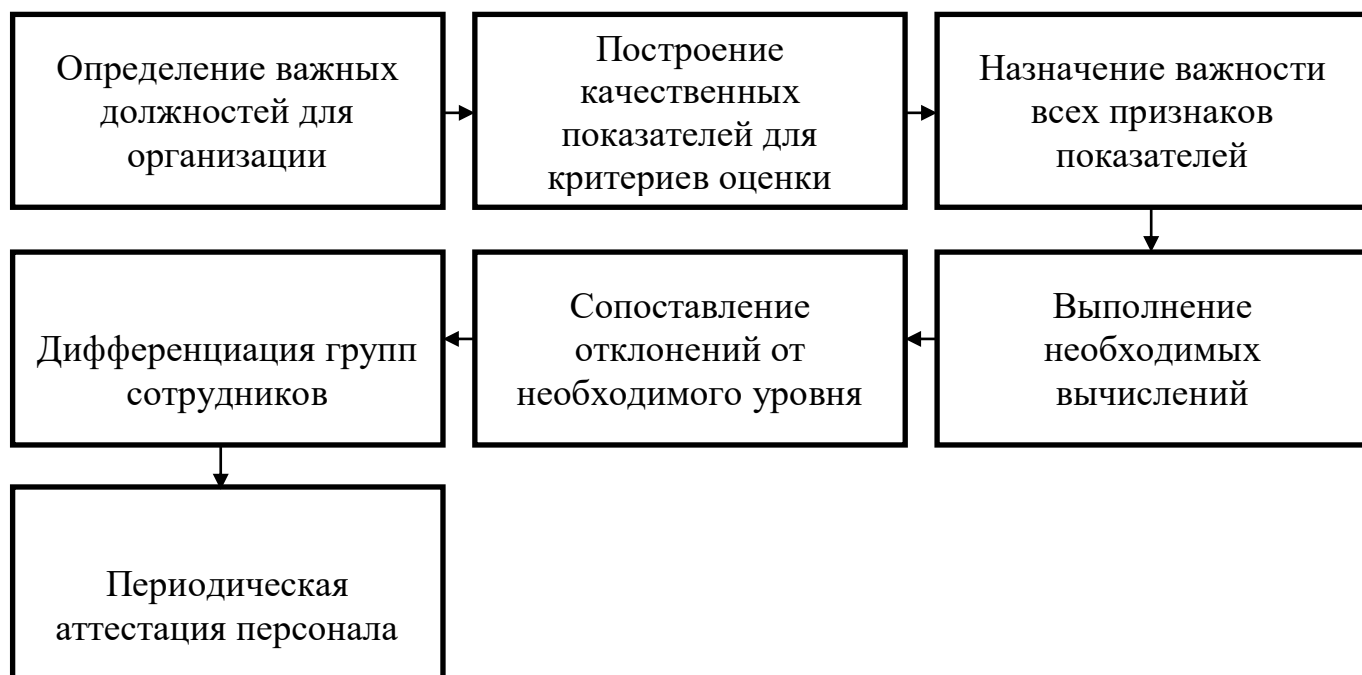 Определение важных
должностей для
организации
Построение
качественных
показателей для
критериев оценки
Назначение важности
всех признаков
показателей
Выполнение
необходимых
вычислений
Сопоставление
отклонений от
необходимого уровня
Дифференциация групп
сотрудников
Периодическая
аттестация персонала